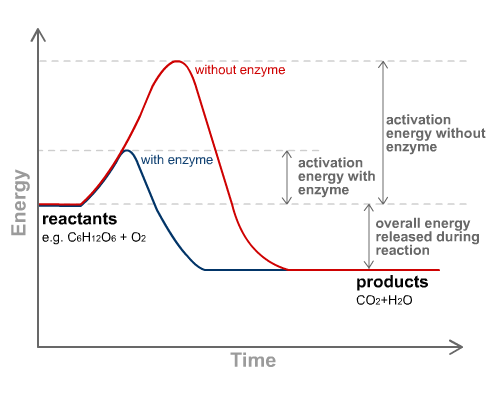 without enzyme
activation
energy without
enzyme
with enzyme
activation
energy with
enzyme
Energy
reactants
e.g. C6H12O6 + O2
overall energy
released during
reaction
products
CO2+H2O
Time